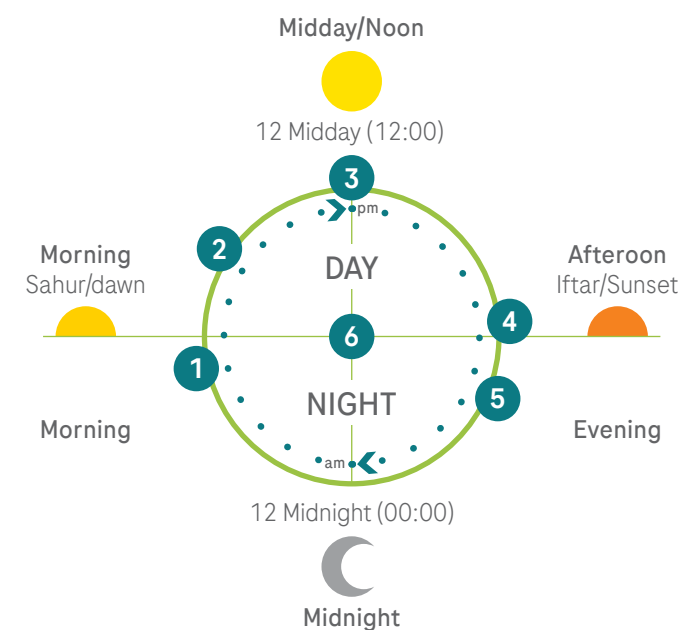 Midday/Noon
12 Midday (12:00)
3
pm
2
Morning
Sahur/dawn
DAY
Afteroon
Iftar/Sunset
6
4
1
NIGHT
5
Morning
Evening
am
12 Midnight (00:00)
Midnight